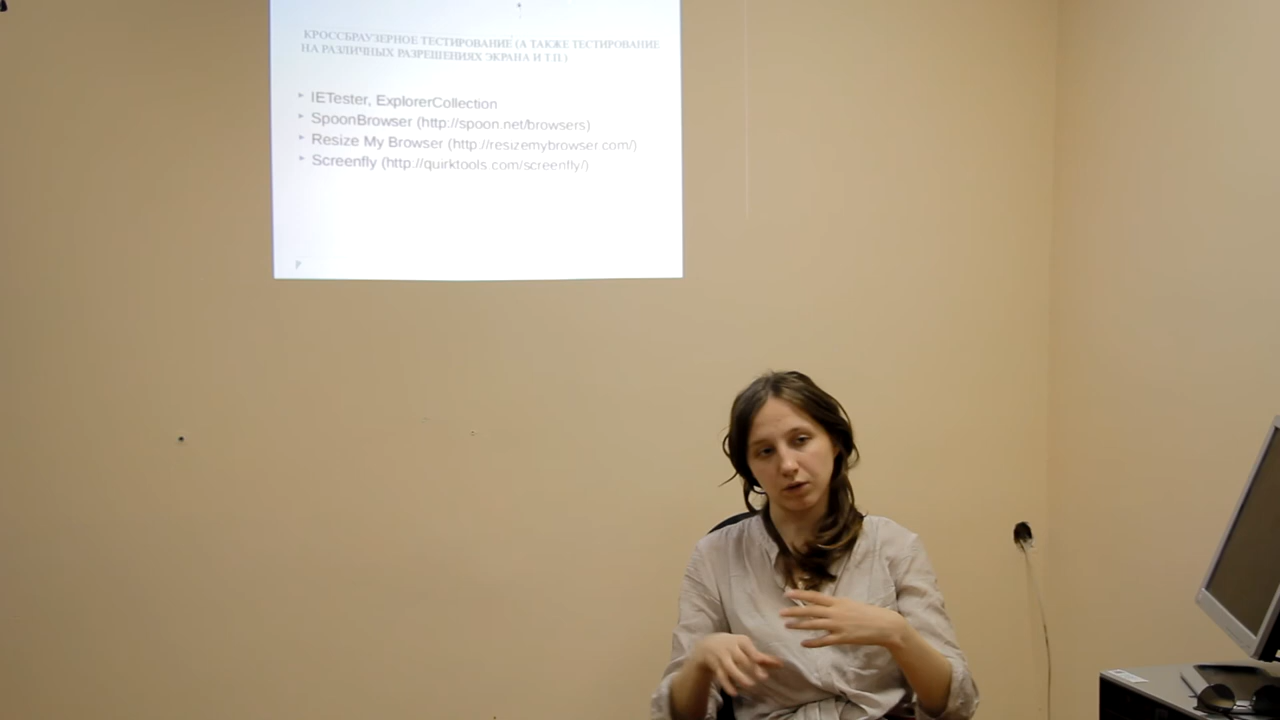 КРОССБРАУЗЕРНОЕ ТЕСТИРОВАНИЕ (А ТАКЖЕ ТЕСТИРОВАНИЕ
НА РАЗЛИЧНЫХ РАЗРЕШЕНИЯХ ЭКРАНА И Т.П.)
IETester, ExplorerCollection
SpoonBrowser (http://spoon.net/browsers)
Resize My Browser (http://resizemybrowser.com/)
Screenfly (http://quirktools.com/screenfly/)